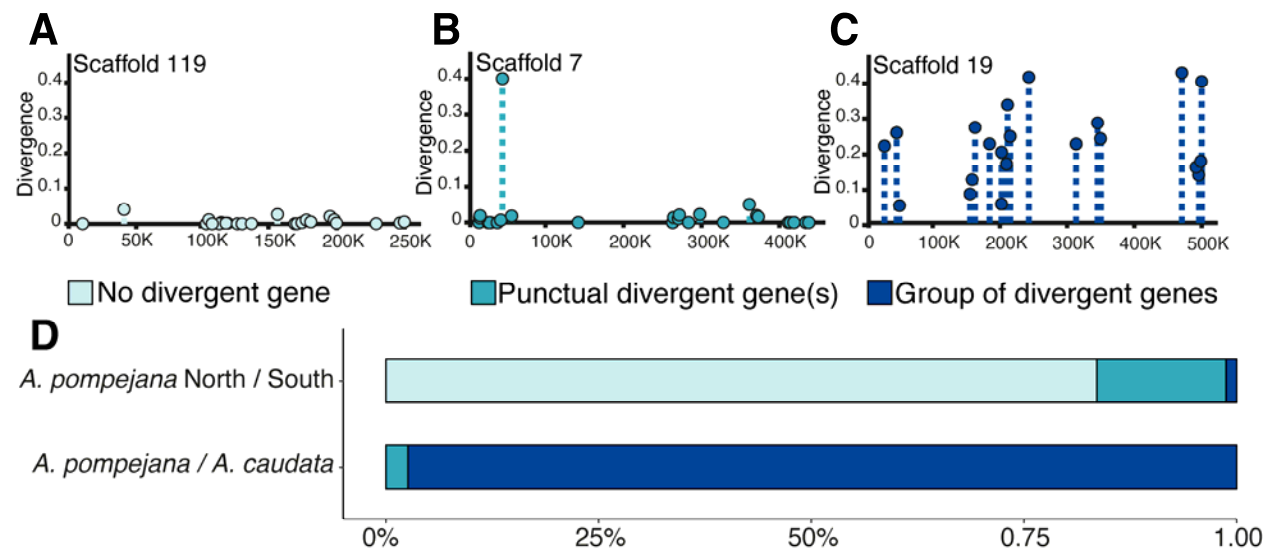 A
B
C
Scaffold 119
Divergence
0.4
0.3
0.2
0.1
0
0
50K
100K
150K
200K
250K
Scaffold 7
Divergence
0.4
0.3
0.2
0.1
0
0
100K
200K
300K
400K
Scaffold 19
Divergence
0.4
0.3
0.2
0.1
0
0
100K
200K
300K
400K
500K
No divergent gene
Punctual divergent gene(s)
Group of divergent genes
D
A. pompejana North / South
A. pompejana / A. caudata
0%
25%
50%
0.75
1.00